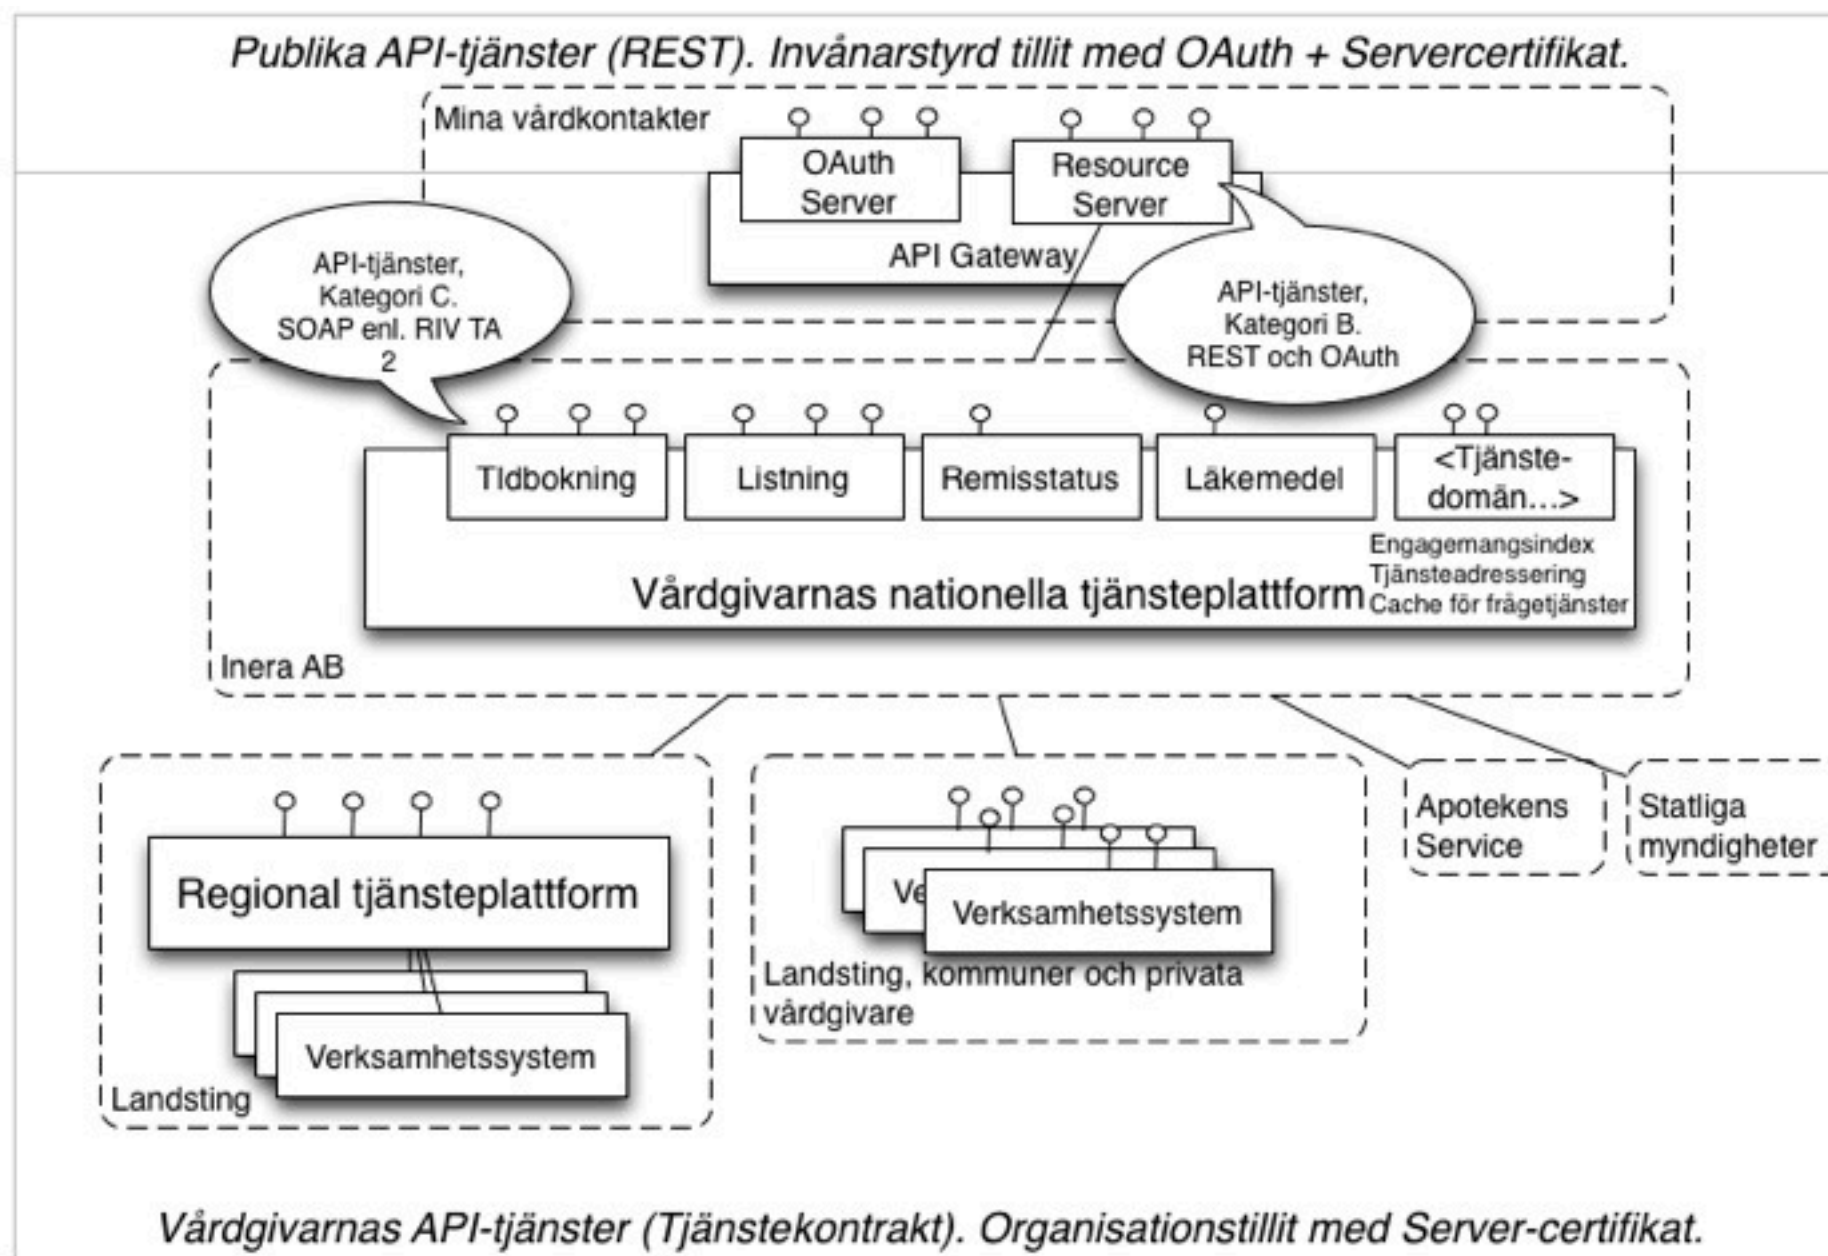 Publika API-tjänster (REST). Invånarstyrd tillit med OAuth + Servercertifikat.
Mina vårdkontakter
OAuth
Server
Resource
Server
API Gateway
API-tjänster,
Kategori C.
SOAP enl. RIV TA
2
API-tjänster,
Kategori B.
REST och OAuth
TIdbokning
Listning
Remisstatus
Läkemedel
<Tjänste-
domän...>
Engagemangsindex
Tjänsteadressering
Cache för frågetjänster
Vårdgivarnas nationella tjänsteplattform
Inera AB
Regional tjänsteplattform
Verksamhetssystem
Landsting
Ve
Verksamhetssystem
Landsting, kommuner och privata
vårdgivare
Apotekens
Service
Statliga
myndigheter
Vårdgivarnas API-tjänster (Tjänstekontrakt). Organisationstillit med Server-certifikat.